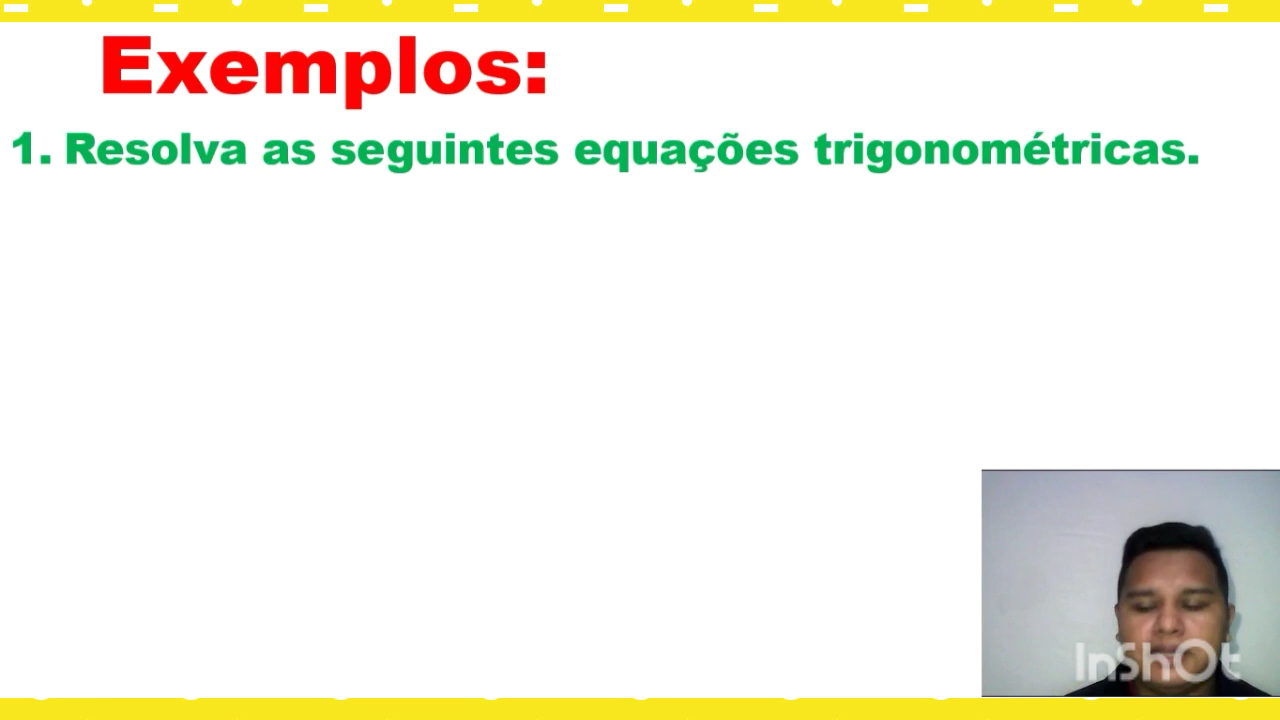 Exemplos:
1. Resolva as seguintes equações trigonométricas.
InShOt